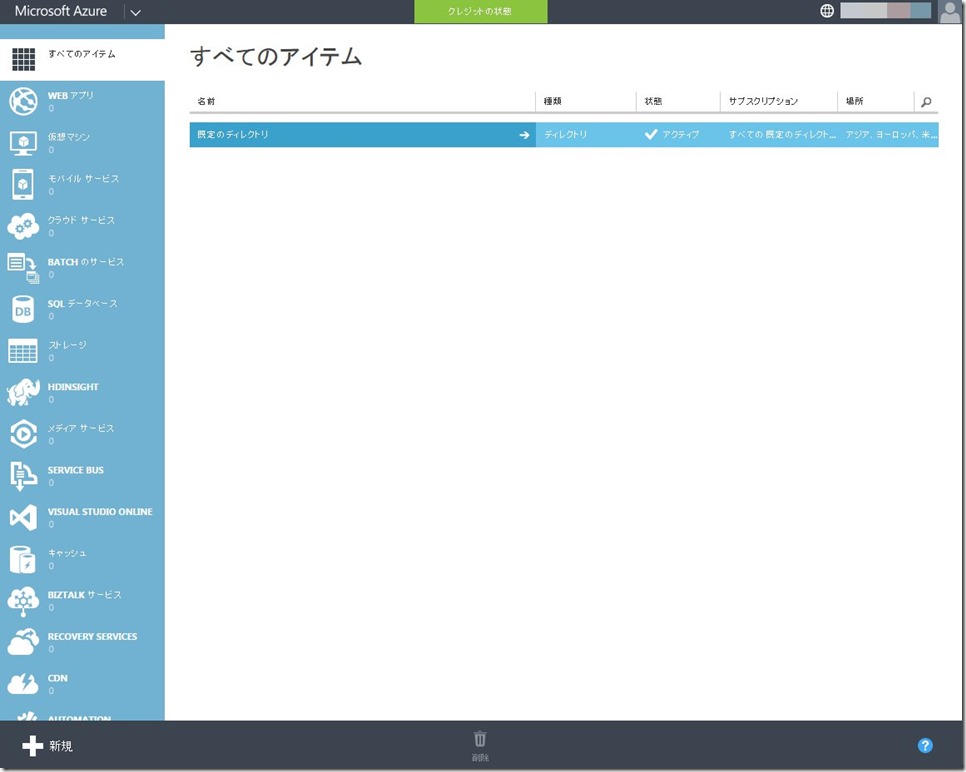 Microsoft Azure
クレジットの状態
すべてのアイテム
WEB アプリ
0
仮想マシン
0
モバイル サービス
0
クラウド サービス
0
BATCH のサービス
0
SQL データベース
0
DB
ストレージ
0
HDINSIGHT
0
メディア サービス
0
SERVICE BUS
0
VISUAL STUDIO ONLINE
0
キャッシュ
0
BIZTALK サービス
0
RECOVERY SERVICES
0
CDN
0
AUTOMATION
すべてのアイテム
名前 種類 状態 サブスクリプション 場所
既定のディレクトリ ディレクトリ アクティブ すべての 既定のディレクト... アジア、ヨーロッパ、米...
新規
削除
?